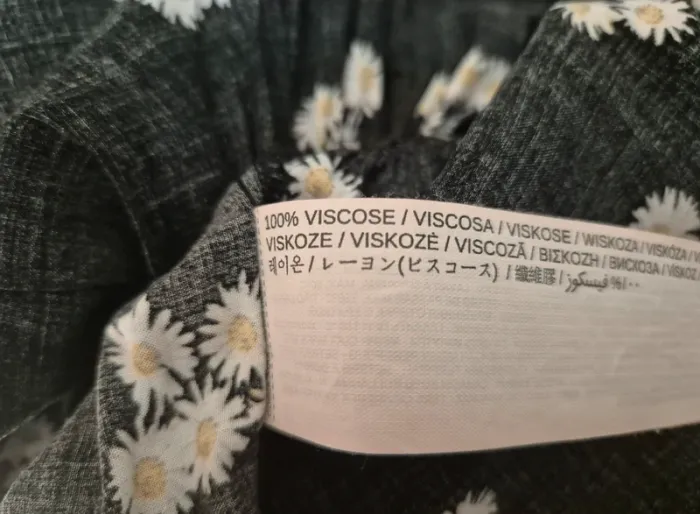 100% VISCOSE / VISCOSA / VISKOSE / WISKOZA / VISKÓZA /
VISKOZE / VISKOZĖ / VISCOZĂ / ΒΙΣΚΟΖΗ / ВИСКОЗА /
레이온 / レーヨン(ビスコース) / 纖維膠 / ٪١٠٠ فيسكوز